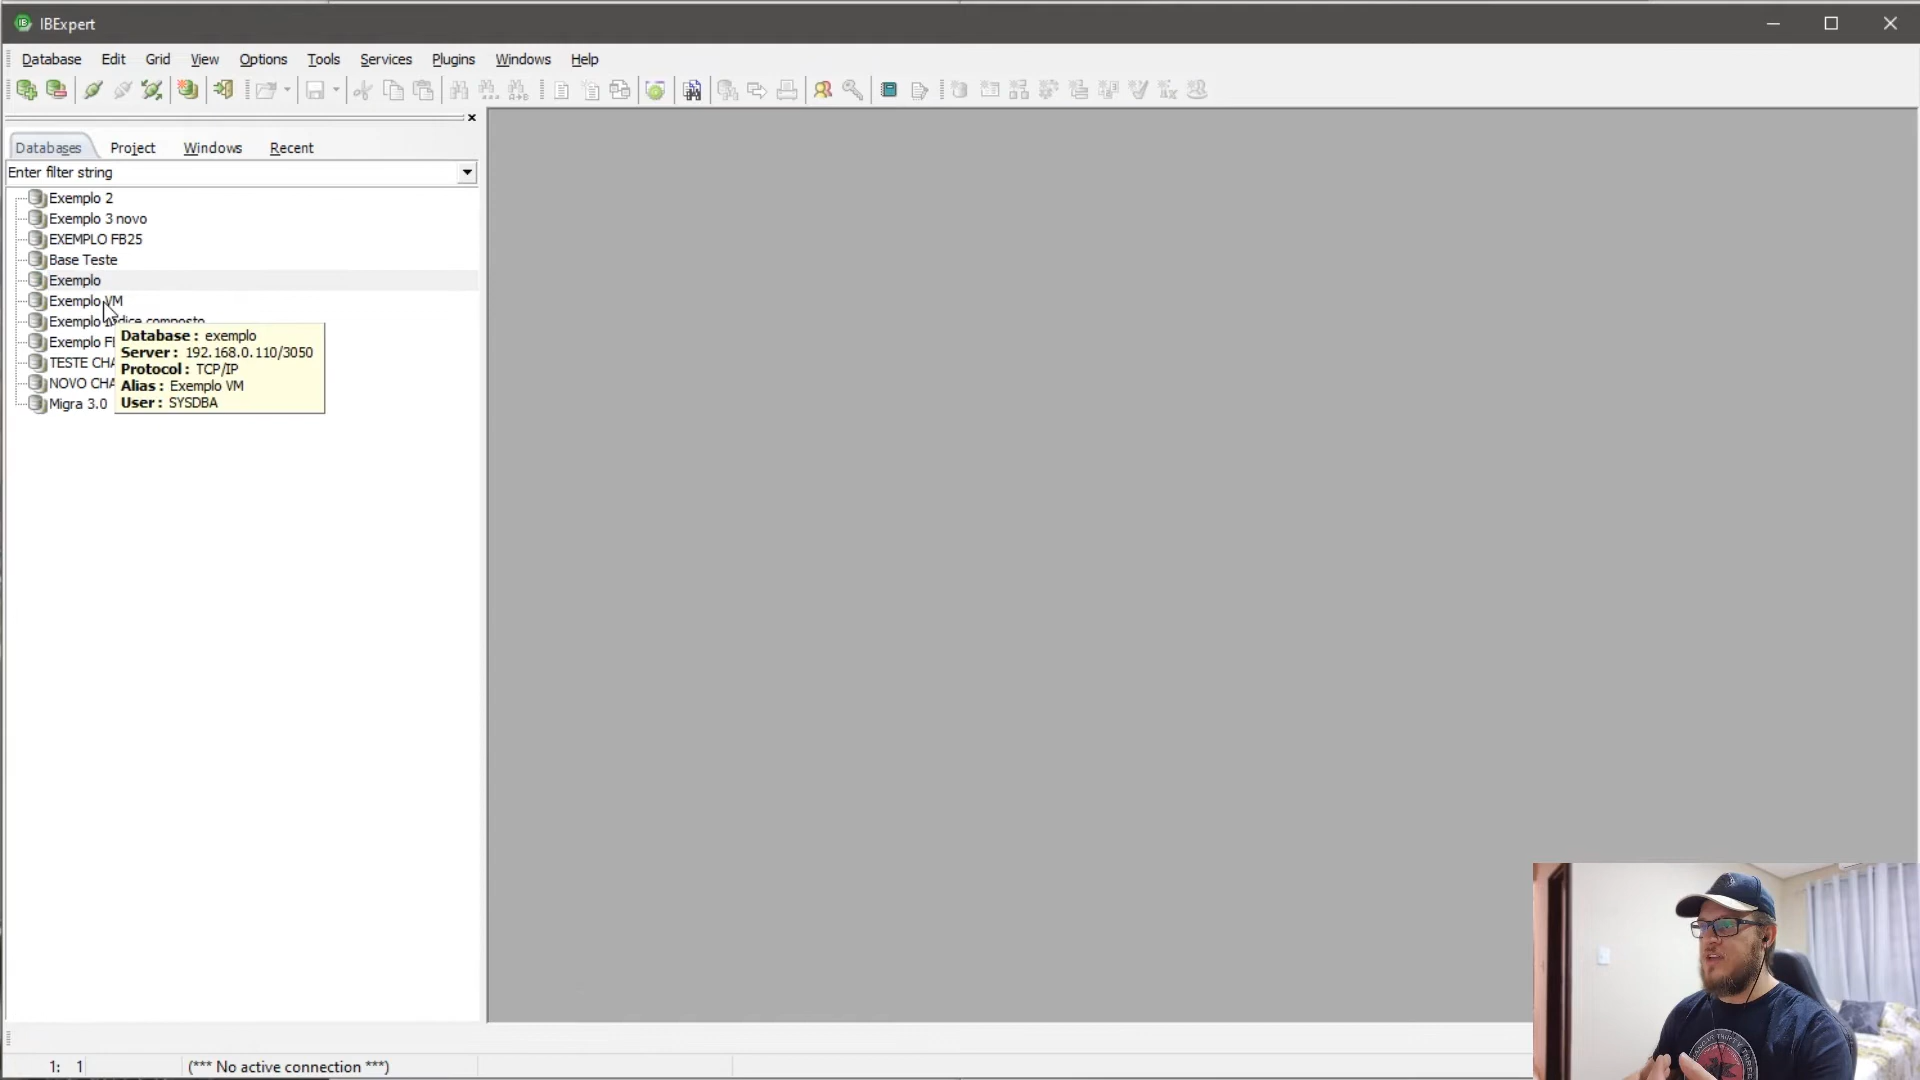 IBExpert
Database Edit Grid View Options Tools Services Plugins Windows Help
Databases Project Windows Recent
Enter filter string
Exemplo 2
Exemplo 3 novo
EXEMPLO FB25
Base Teste
Exemplo
Exemplo VM
Exemplo composto
Exemplo
TESTE
NOVO
Migra 3.0
Database : exemplo
Server : 192.168.0.110/3050
Protocol : TCP/IP
Alias : Exemplo VM
User : SYSDBA
1: 1 (*** No active connection ***)